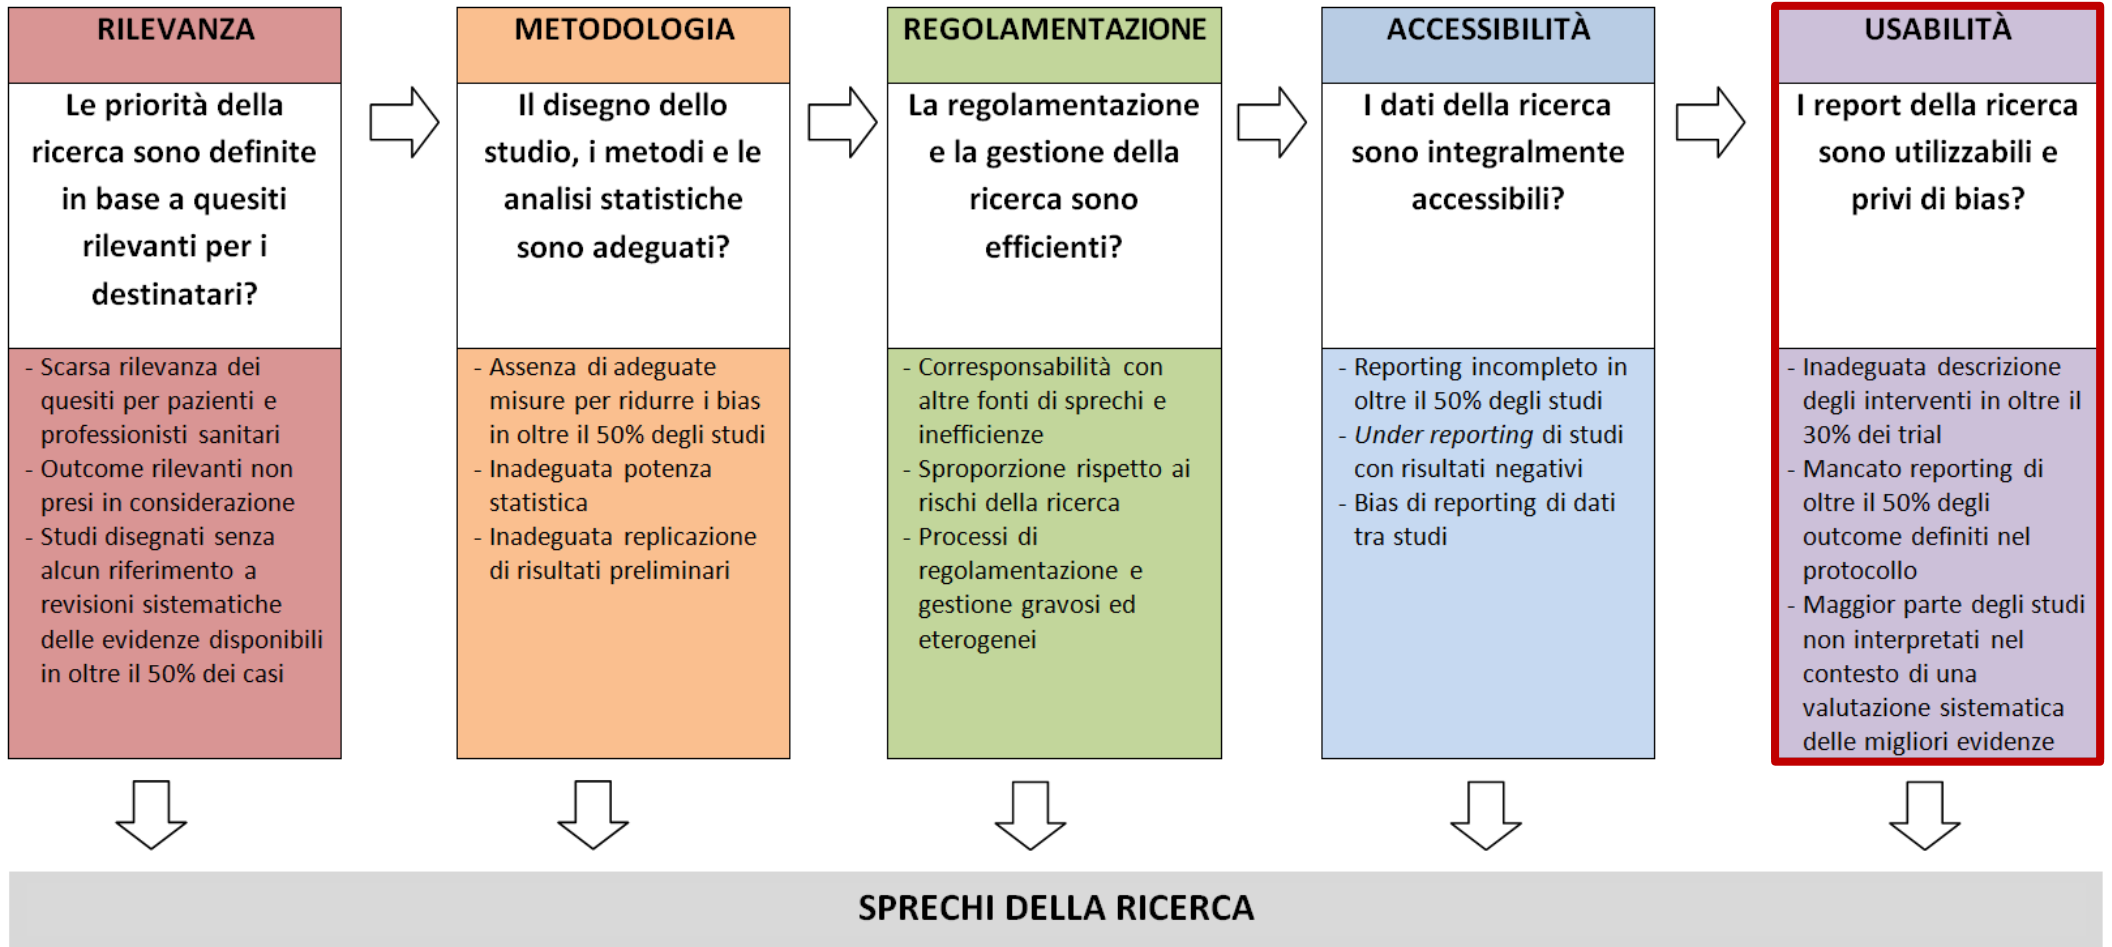 RILEVANZA
Le priorità della
ricerca sono definite
in base a quesiti
rilevanti per i
destinatari?
- Scarsa rilevanza dei
quesiti per pazienti e
professionisti sanitari
- Outcome rilevanti non
presi in considerazione
- Studi disegnati senza
alcun riferimento a
revisioni sistematiche
delle evidenze disponibili
in oltre il 50% dei casi
METODOLOGIA
Il disegno dello
studio, i metodi e le
analisi statistiche
sono adeguati?
- Assenza di adeguate
misure per ridurre i bias
in oltre il 50% degli studi
- Inadeguata potenza
statistica
- Inadeguata replicazione
di risultati preliminari
REGOLAMENTAZIONE
La regolamentazione
e la gestione della
ricerca sono
efficienti?
- Corresponsabilità con
altre fonti di sprechi e
inefficienze
- Sproporzione rispetto ai
rischi della ricerca
- Processi di
regolamentazione e
gestione gravosi ed
eterogenei
ACCESSIBILITÀ
I dati della ricerca
sono integralmente
accessibili?
- Reporting incompleto in
oltre il 50% degli studi
- Under reporting di studi
con risultati negativi
- Bias di reporting di dati
tra studi
USABILITÀ
I report della ricerca
sono utilizzabili e
privi di bias?
- Inadeguata descrizione
degli interventi in oltre il
30% dei trial
- Mancato reporting di
oltre il 50% degli
outcome definiti nel
protocollo
- Maggior parte degli studi
non interpretati nel
contesto di una
valutazione sistematica
delle migliori evidenze
SPRECHI DELLA RICERCA